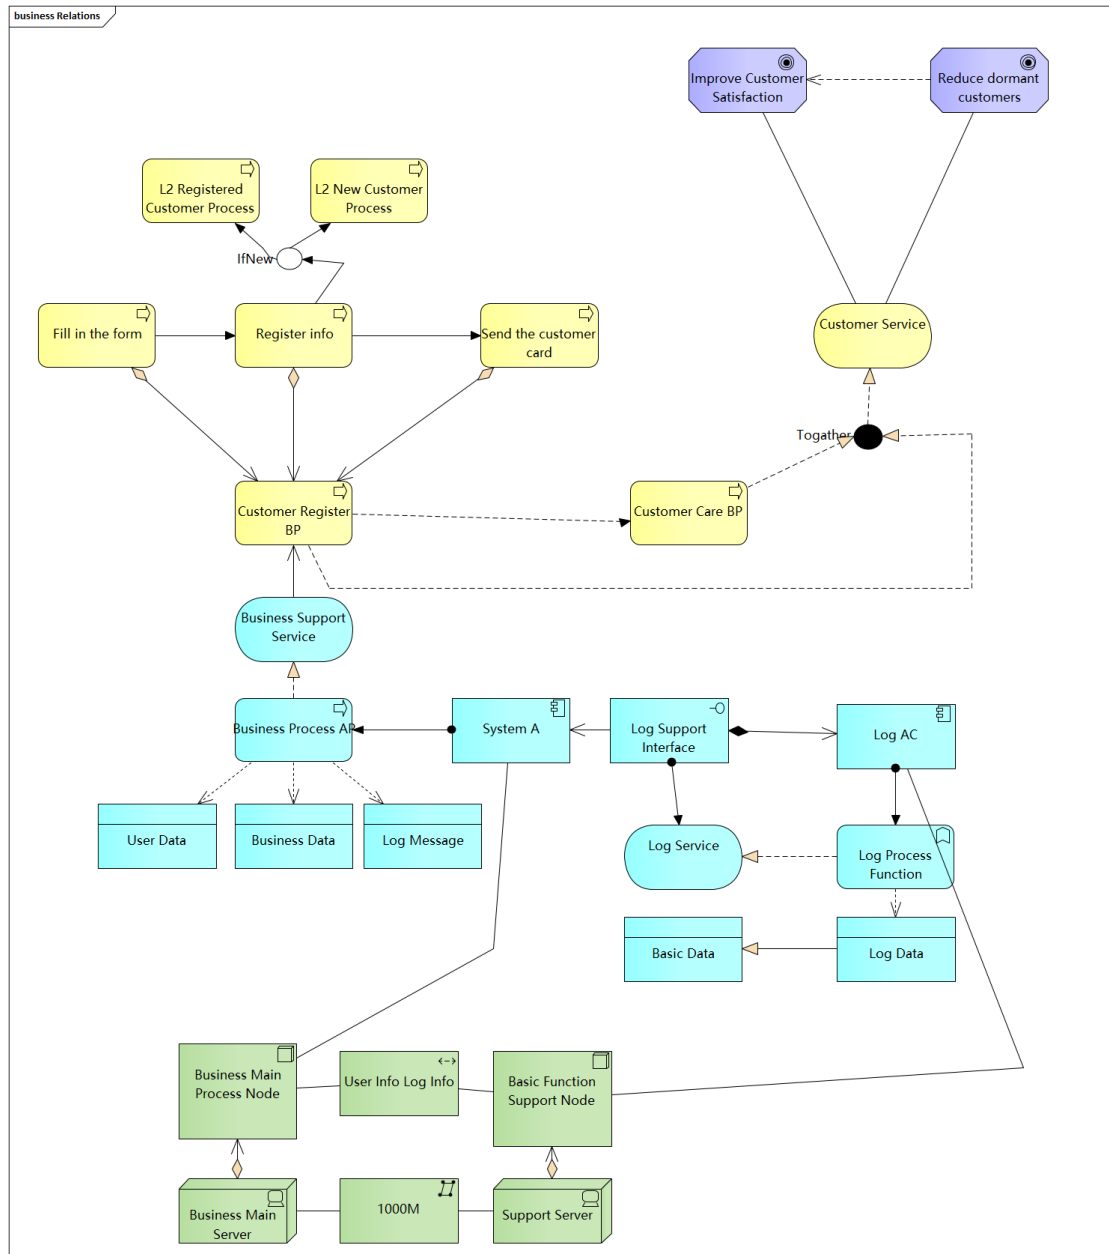 business Relations
Improve Customer
Satisfaction
Reduce dormant
customers
L2 Registered
Customer Process
L2 New Customer
Process
IfNew
Fill in the form
Register info
Send the customer
card
Customer Service
Togather
Customer Register
BP
Customer Care BP
Business Support
Service
Business Process AP
System A
Log Support
Interface
Log AC
User Data
Business Data
Log Message
Log Service
Log Process
Function
Basic Data
Log Data
Business Main
Process Node
User Info Log Info
Basic Function
Support Node
Business Main
Server
1000M
Support Server